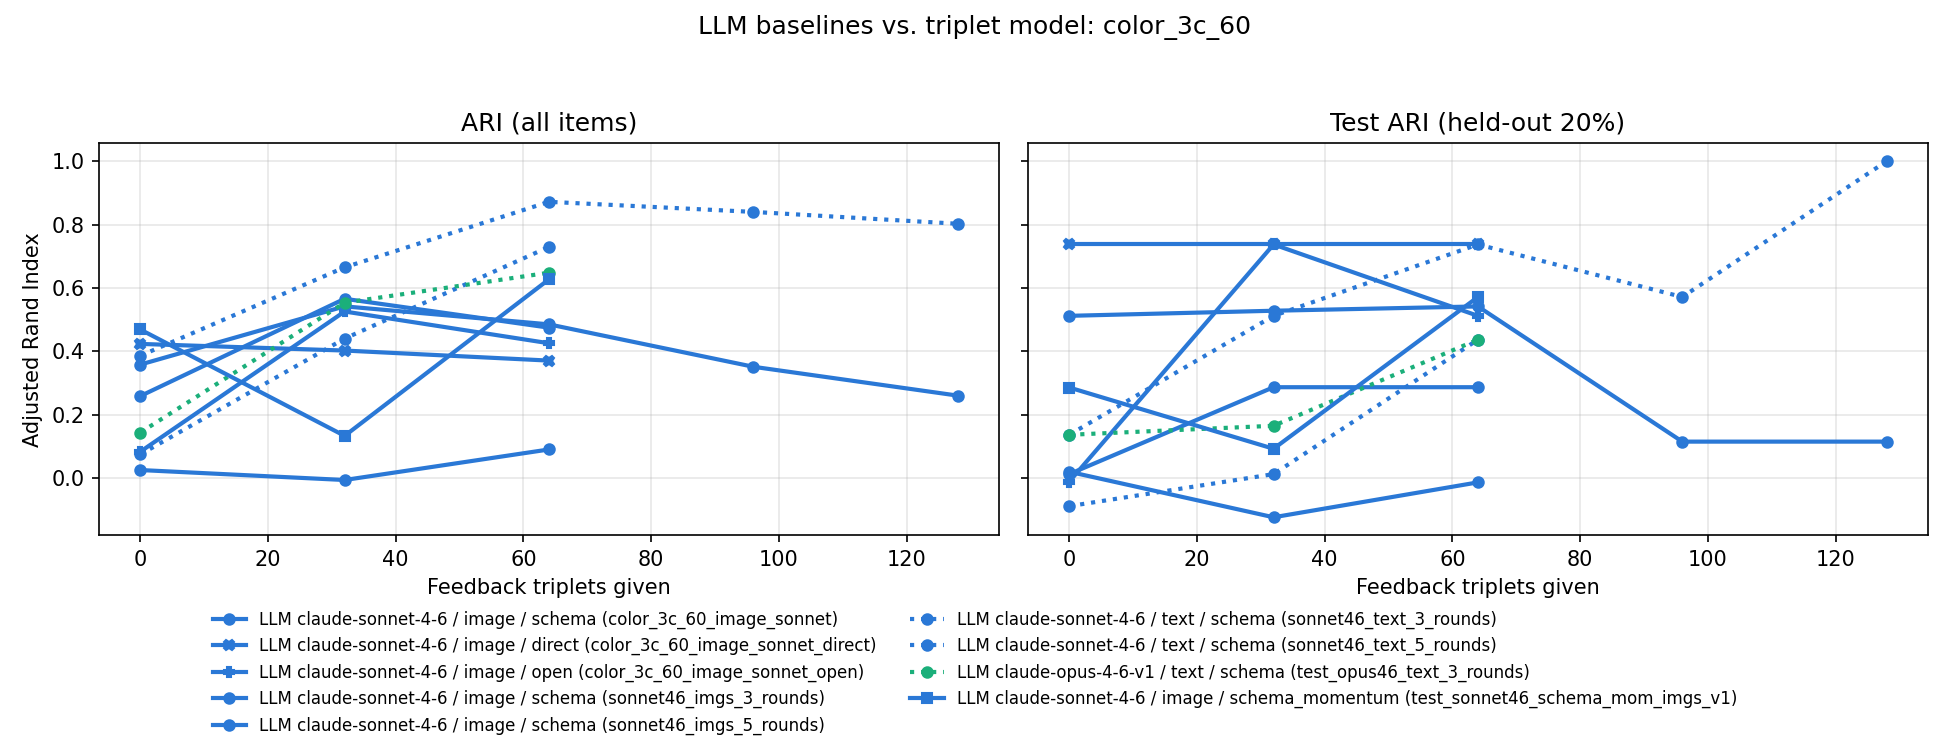 LLM baselines vs. triplet model: color_3c_60
ARI (all items)
Test ARI (held-out 20%)
Adjusted Rand Index
1.0
0.8
0.6
0.4
0.2
0.0
0 20 40 60 80 100 120
0 20 40 60 80 100 120
Feedback triplets given
Feedback triplets given
LLM claude-sonnet-4-6 / image / schema (color_3c_60_image_sonnet)
LLM claude-sonnet-4-6 / image / direct (color_3c_60_image_sonnet_direct)
LLM claude-sonnet-4-6 / image / open (color_3c_60_image_sonnet_open)
LLM claude-sonnet-4-6 / image / schema (sonnet46_imgs_3_rounds)
LLM claude-sonnet-4-6 / image / schema (sonnet46_imgs_5_rounds)
LLM claude-sonnet-4-6 / text / schema (sonnet46_text_3_rounds)
LLM claude-sonnet-4-6 / text / schema (sonnet46_text_5_rounds)
LLM claude-opus-4-6-v1 / text / schema (test_opus46_text_3_rounds)
LLM claude-sonnet-4-6 / image / schema_momentum (test_sonnet46_schema_mom_imgs_v1)